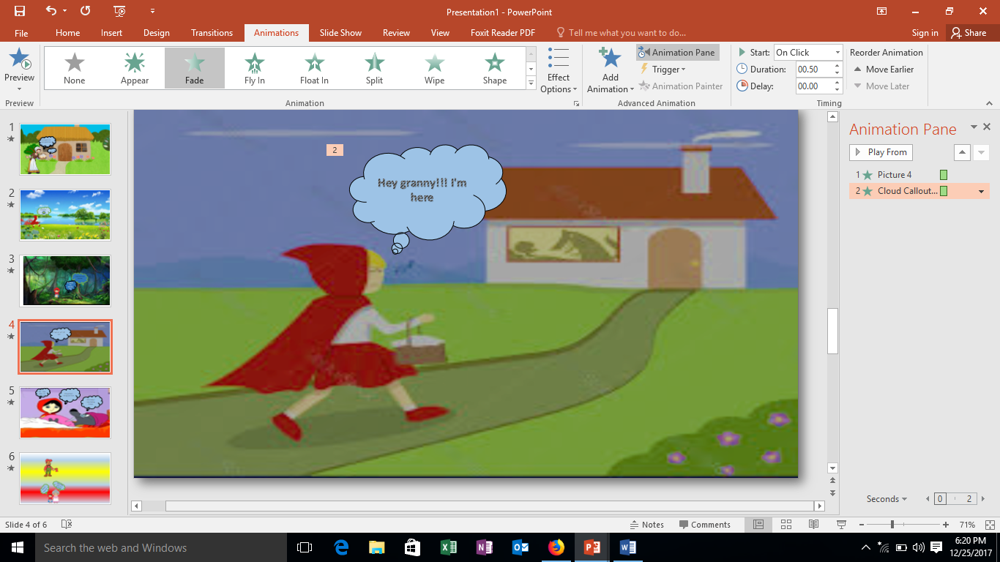 Presentation1 - PowerPoint
File Home Insert Design Transitions Animations Slide Show Review View Foxit Reader PDF Tell me what you want to do... Sign in Share
Preview
None Appear Fade Fly In Float In Split Wipe Shape
Effect Options
Add Animation
Animation Pane
Trigger
Animation Painter
Start: On Click
Duration: 00.50
Delay: 00.00
Reorder Animation
Move Earlier
Move Later
Preview Animation Advanced Animation Timing
1
2
3
4
5
6
2
Hey granny!!! I'm
here
Animation Pane
Play From
1 Picture 4
2 Cloud Callout...
Seconds 0 2
Slide 4 of 6 Notes Comments 71%
Search the web and Windows
6:20 PM
12/25/2017